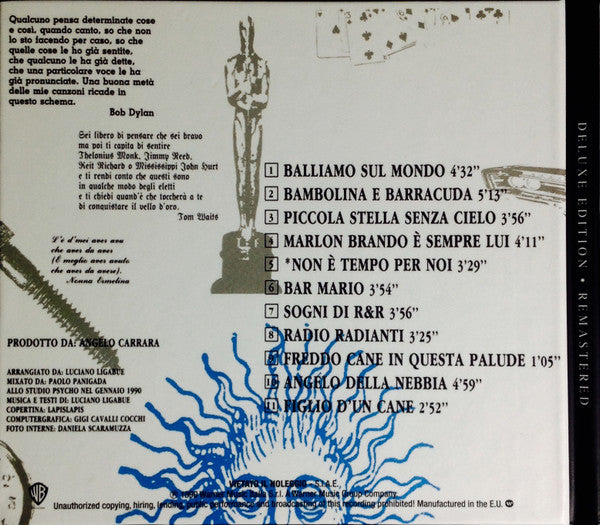 Qualcuno pensa determinate cose
e così, quando canto, so che non
lo sto facendo per caso, so che
quelle cose le ho già sentite,
che qualcuno le ha già dette,
che una particolare voce le ha
già pronunciate. Una buona metà
delle mie canzoni ricade in
questo schema.
Bob Dylan
Sei libero di pensare che sei bravo
ma poi ti capita di sentire
Thelonius Monk, Jimmy Reed,
Keit Richard o Mississippi John Hurt
e ti rendi conto che questi sono
in qualche modo begli eletti
e ti chiedi quand'è che toccherà a te
di conquistare il vello d'oro.
Tom Waits
L'è d'mei aver avu
che aver da aver
(È meglio aver avuto
che aver da avere).
Nonna Ermelina
1 BALLIAMO SUL MONDO 4'32"
2 BAMBOLINA E BARRACUDA 5'13"
3 PICCOLA STELLA SENZA CIELO 3'56"
4 MARLON BRANDO È SEMPRE LUI 4'11"
5 *NON È TEMPO PER NOI 3'29"
6 BAR MARIO 3'54"
7 SOGNI DI R&R 3'56"
8 RADIO RADIANTI 3'25"
9 FREDDO CANE IN QUESTA PALUDE 1'05"
10 ANGELO DELLA NEBBIA 4'59"
11 FIGLIO D'UN CANE 2'52"
PRODOTTO DA: ANGELO CARRARA
ARRANGIATO DA: LUCIANO LIGABUE
MIXATO DA: PAOLO PANIGADA
ALLO STUDIO PSYCHO NEL GENNAIO 1990
MUSICA E TESTI DI: LUCIANO LIGABUE
COPERTINA: LAPISLAPIS
COMPUTERGRAFICA: GIGI CAVALLI COCCHI
FOTO INTERNE: DANIELA SCARAMUZZA
VIETATO IL NOLEGGIO - S.I.A.E.
℗ 1990 Warner Music Italia s.r.l. A Warner Music Group Company.
Unauthorized copying, hiring, lending, public performance and broadcasting of this recording prohibited! Manufactured in the E.U.
WB
DELUXE EDITION • REMASTERED